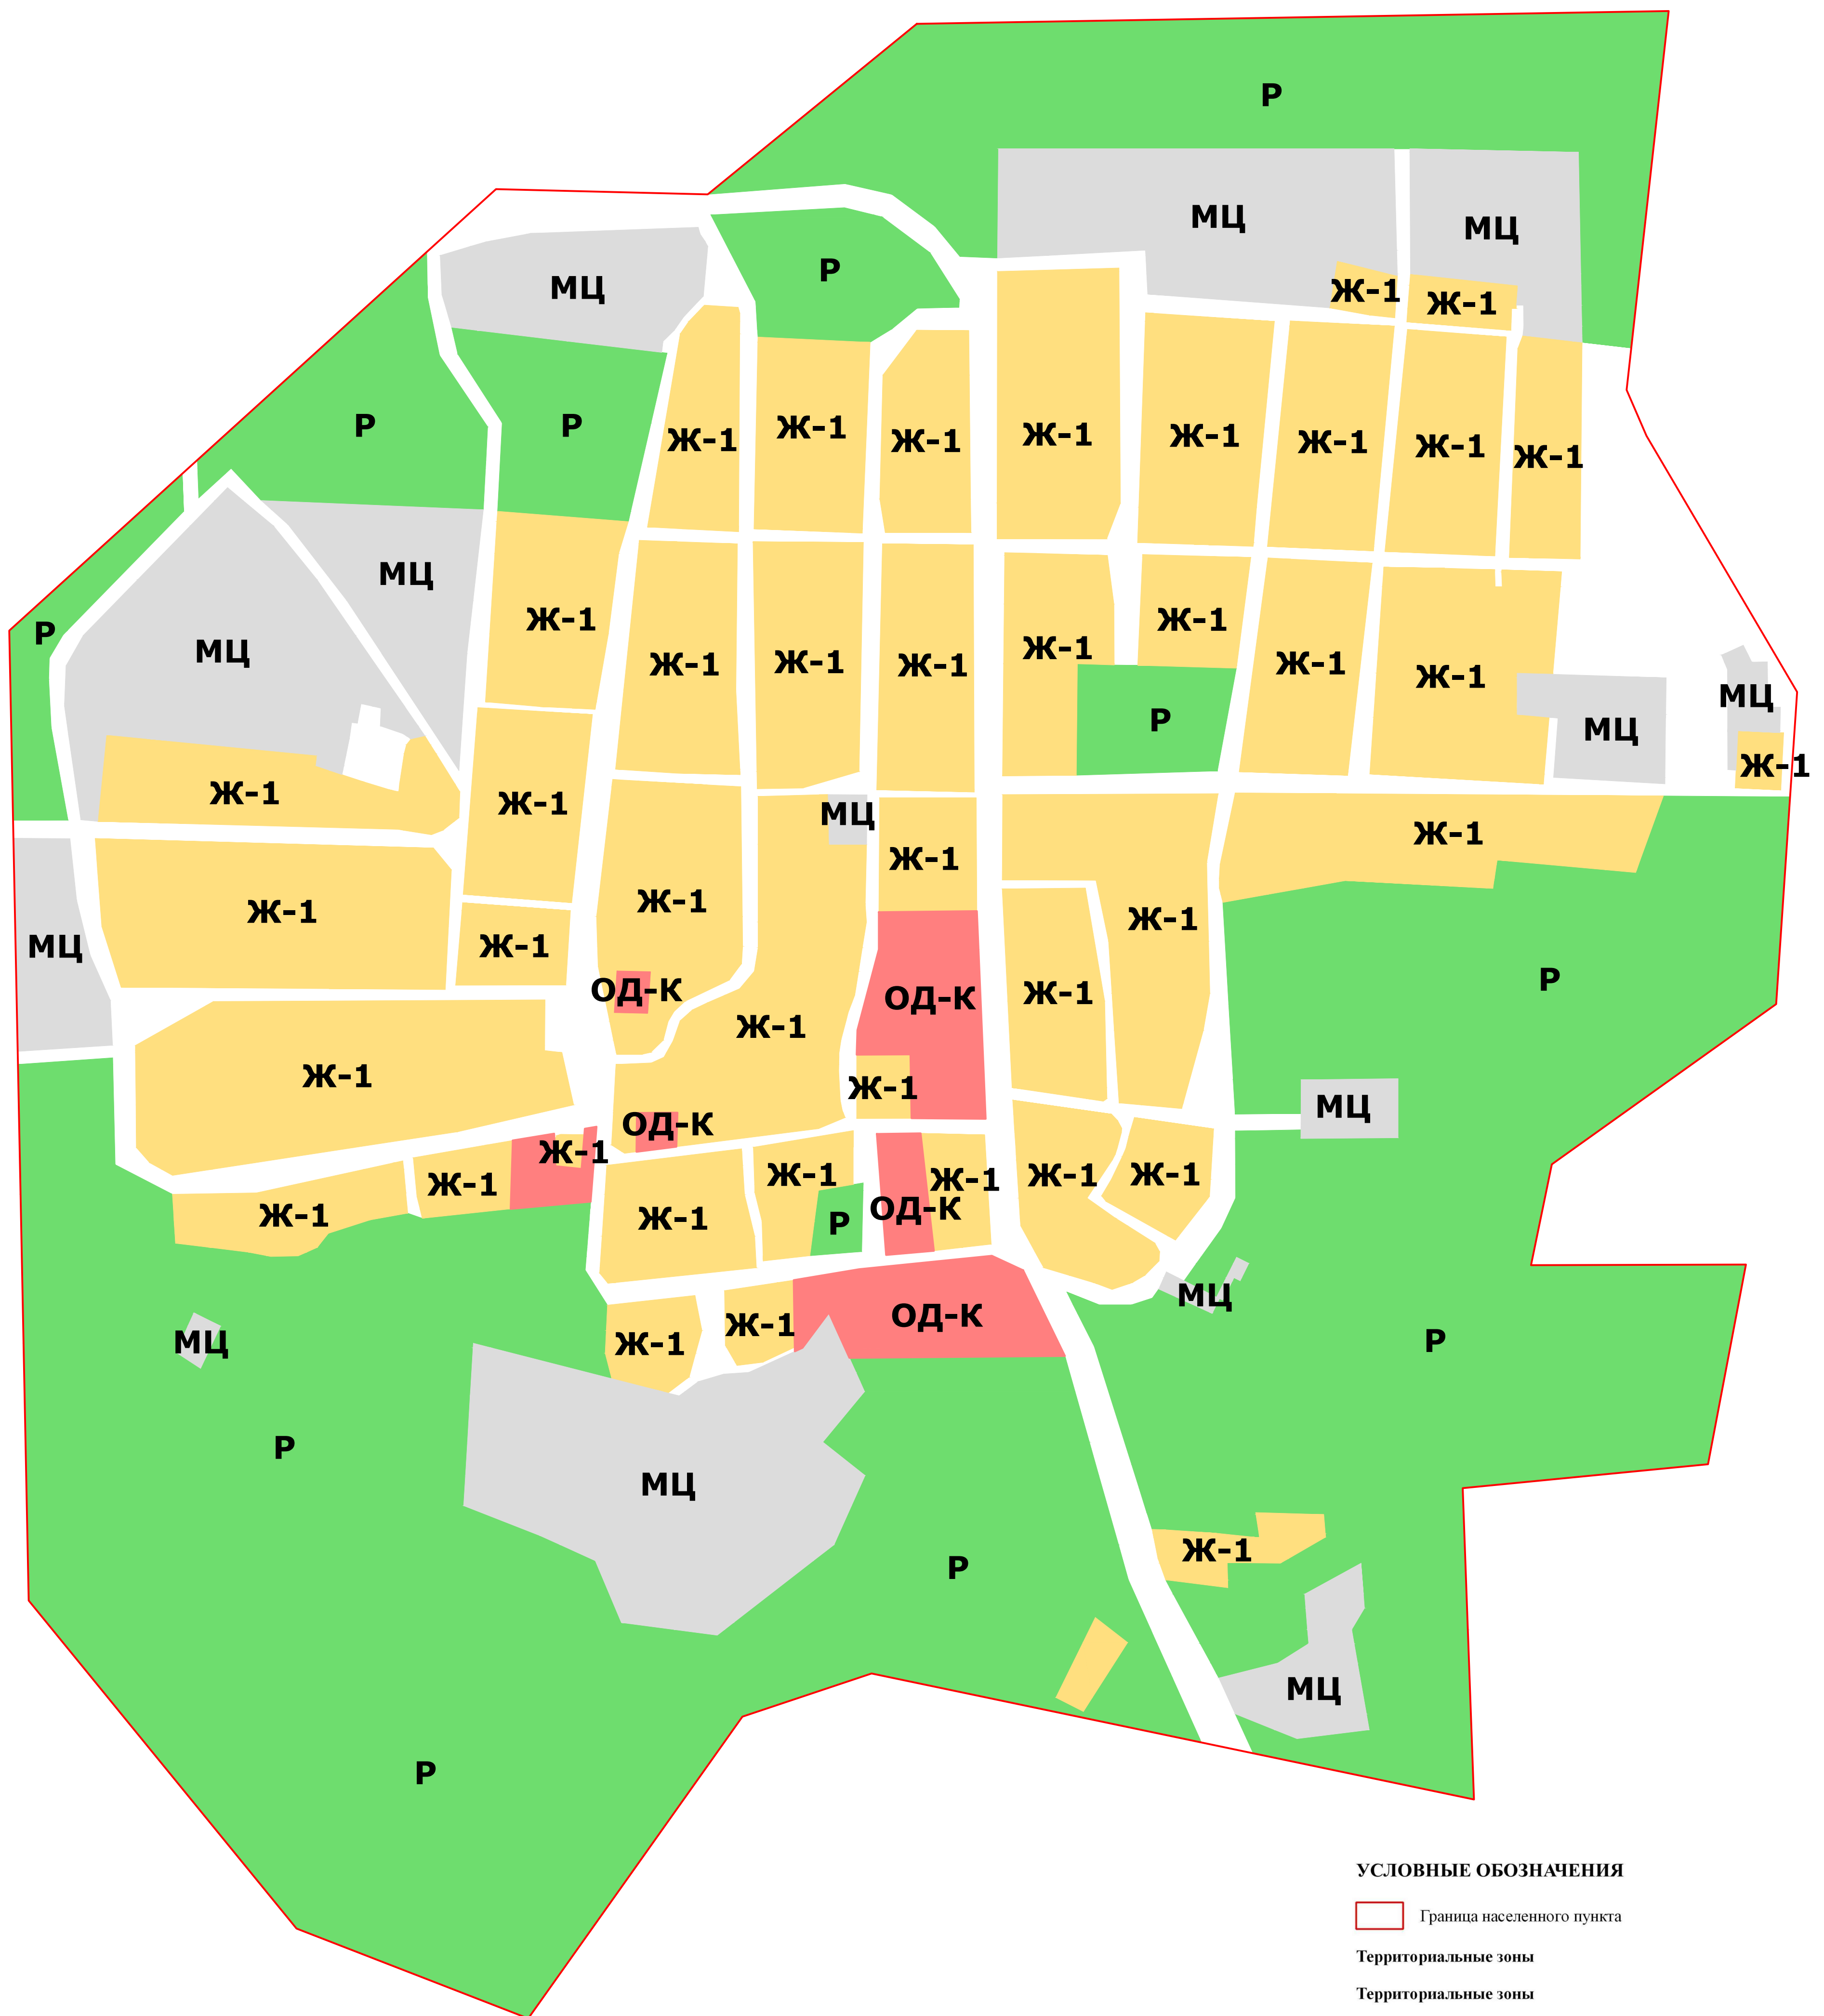 Р
МЦ
МЦ
Р
МЦ
Ж-1
Ж-1
Р
Р
Ж-1
Ж-1
Ж-1
Ж-1
Ж-1
Ж-1
Ж-1
Ж-1
МЦ
Р
МЦ
Ж-1
Ж-1
Ж-1
Ж-1
Ж-1
Ж-1
Ж-1
Ж-1
Ж-1
МЦ
Р
МЦ
Ж-1
Ж-1
Ж-1
МЦ
Ж-1
Ж-1
Ж-1
Ж-1
Ж-1
Ж-1
МЦ
Р
ОД-К
ОД-К
Ж-1
Ж-1
Ж-1
Ж-1
МЦ
ОД-К
Ж-1
Ж-1
Ж-1
Ж-1
Ж-1
Ж-1
Ж-1
ОД-К
Ж-1
Р
МЦ
ОД-К
Ж-1
МЦ
Ж-1
Р
Р
МЦ
Ж-1
Р
МЦ
Р
УСЛОВНЫЕ ОБОЗНАЧЕНИЯ
Граница населенного пункта
Территориальные зоны
Территориальные зоны